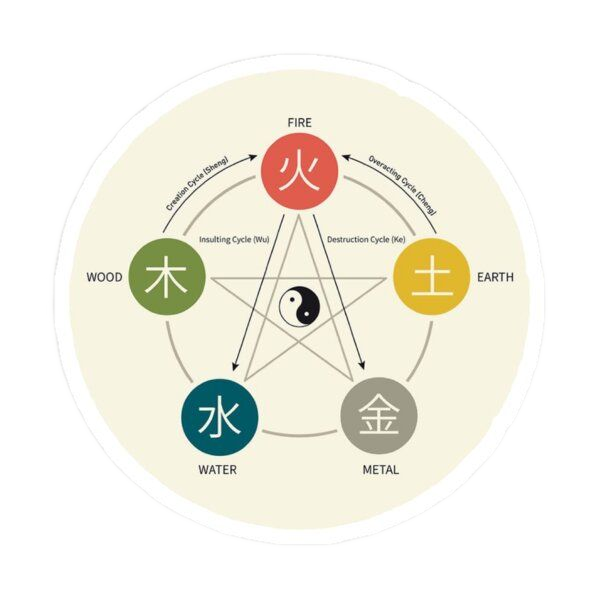 FIRE
火
Creation Cycle (Sheng)
Overacting Cycle (Cheng)
Insulting Cycle (Wu)
Destruction Cycle (Ke)
WOOD
木
土
EARTH
水
金
WATER
METAL